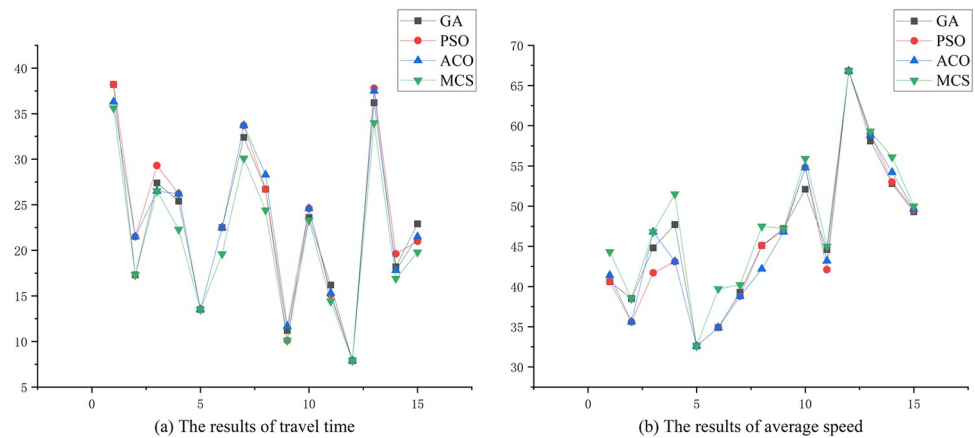 GA
PSO
ACO
MCS
40
35
30
25
20
15
10
5
0
5
10
15
(a) The results of travel time
GA
PSO
ACO
MCS
70
65
60
55
50
45
40
35
30
0
5
10
15
(b) The results of average speed